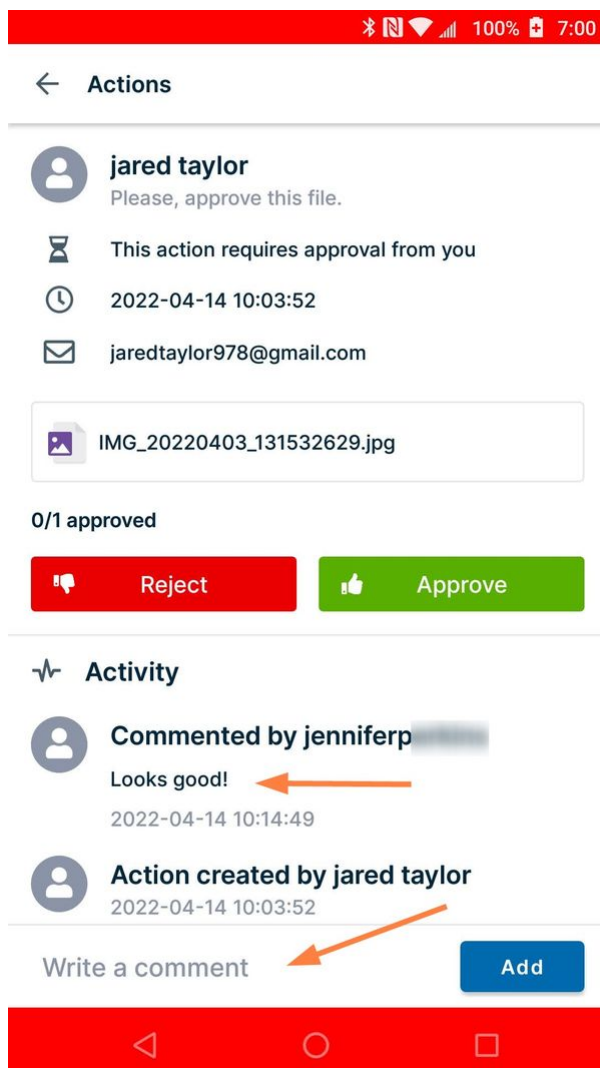 100% 7:00
Actions
jared taylor
Please, approve this file.
This action requires approval from you
2022-04-14 10:03:52
jaredtaylor978@gmail.com
IMG_20220403_131532629.jpg
0/1 approved
Reject Approve
Activity
Commented by jenniferp
Looks good!
2022-04-14 10:14:49
Action created by jared taylor
2022-04-14 10:03:52
Write a comment Add